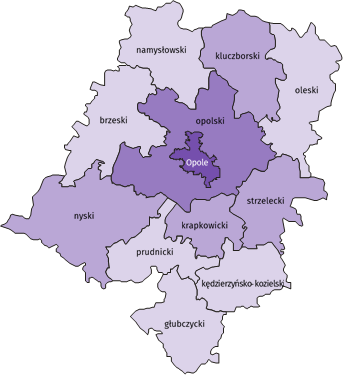 namysłowski
kluczborski
oleski
brzeski
opolski
Opole
strzelecki
nyski
krapkowicki
prudnicki
kędzierzyńsko-kozielski
głubczycki